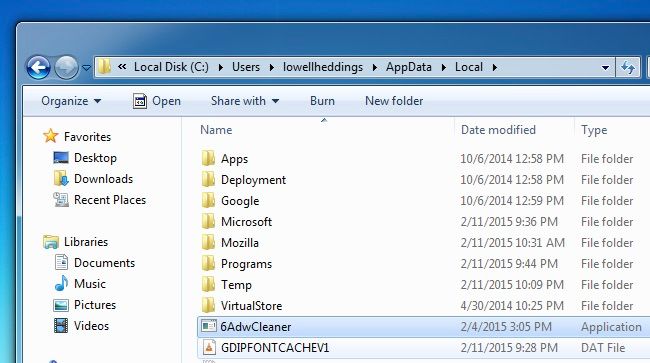 « Local Disk (C:) ▸ Users ▸ lowellheddings ▸ AppData ▸ Local ▸
Organize ▾ Open Share with ▾ Burn New folder
Name Date modified Type
Favorites
Desktop
Downloads
Recent Places
Libraries
Documents
Music
Pictures
Videos
Apps 10/6/2014 12:58 PM File folder
Deployment 10/6/2014 12:58 PM File folder
Google 10/6/2014 12:59 PM File folder
Microsoft 2/11/2015 9:36 PM File folder
Mozilla 2/11/2015 10:31 AM File folder
Programs 2/11/2015 9:44 PM File folder
Temp 2/11/2015 10:09 PM File folder
VirtualStore 4/30/2014 10:25 PM File folder
6AdwCleaner 2/4/2015 3:05 PM Application
GDIPFONTCACHEV1 2/11/2015 9:28 PM DAT File